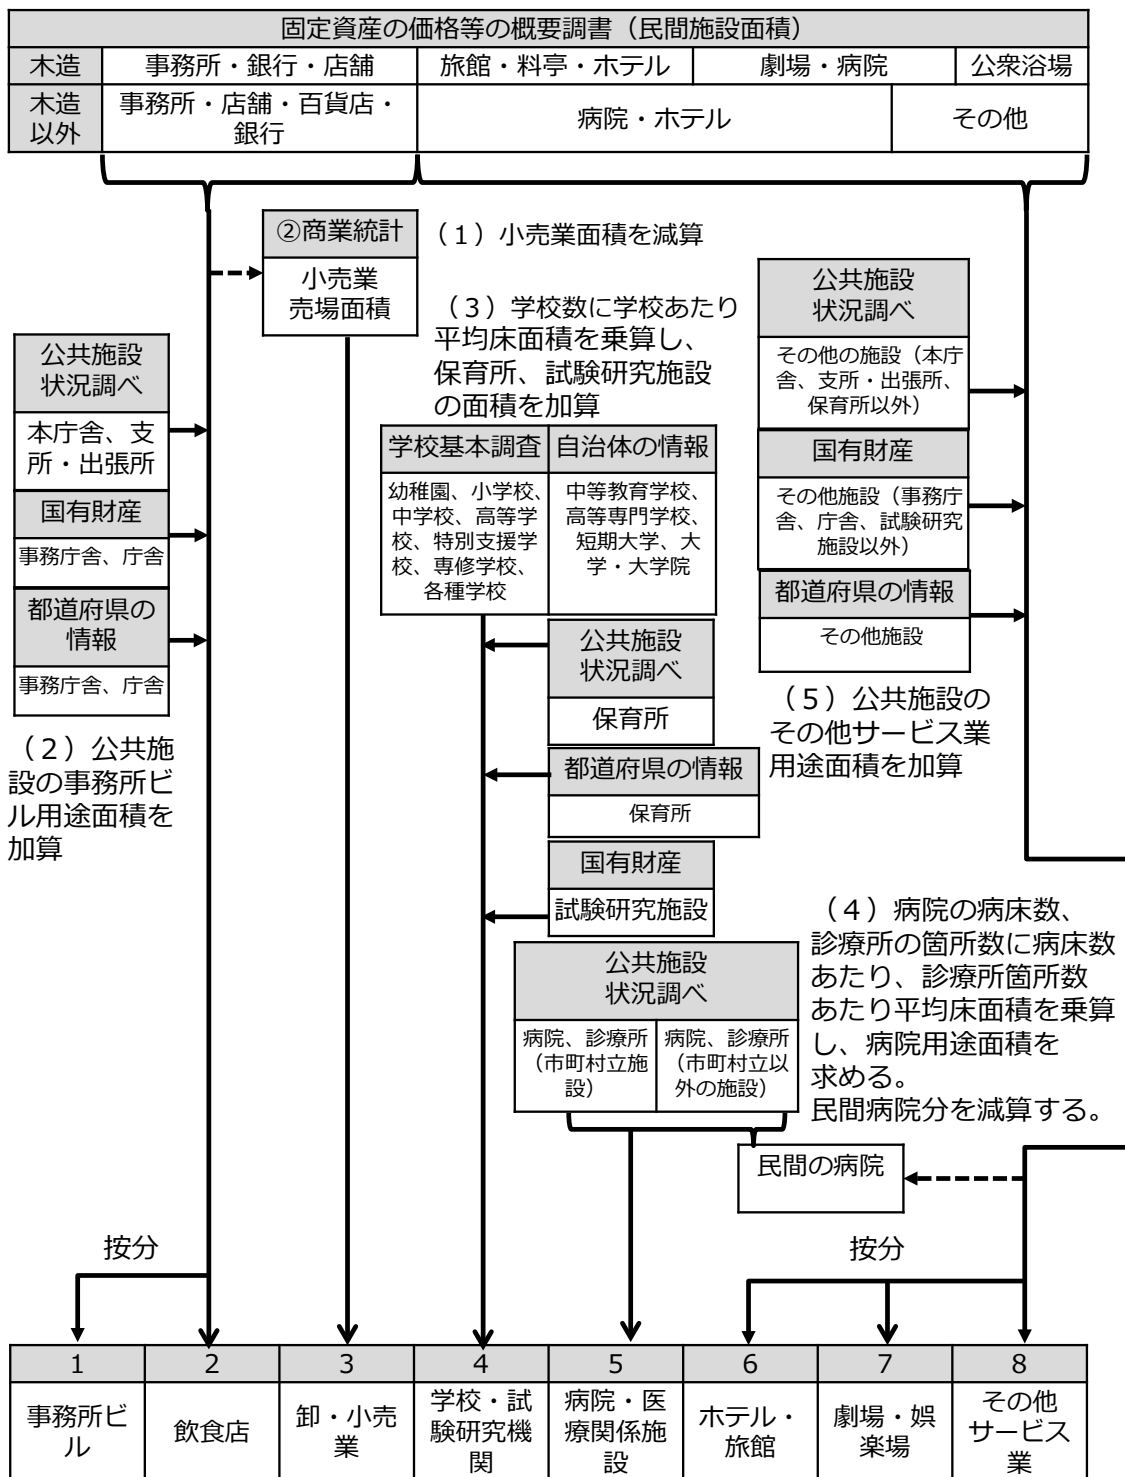 固定資産の価格等の概要調書（民間施設面積）
木造
事務所・銀行・店舗
旅館・料亭・ホテル
劇場・病院
公衆浴場
木造
以外
事務所・店舗・百貨店・
銀行
病院・ホテル
その他
②商業統計
小売業
売場面積
（１）小売業面積を減算
公共施設
状況調べ
本庁舎、支
所・出張所
国有財産
事務庁舎、庁舎
都道府県の
情報
事務庁舎、庁舎
（２）公共施
設の事務所ビ
ル用途面積を
加算
（３）学校数に学校あたり
平均床面積を乗算し、
保育所、試験研究施設
の面積を加算
学校基本調査
幼稚園、小学校、
中学校、高等学
校、特別支援学
校、専修学校、
各種学校
自治体の情報
中等教育学校、
高等専門学校、
短期大学、大
学・大学院
公共施設
状況調べ
保育所
都道府県の情報
保育所
国有財産
試験研究施設
公共施設
状況調べ
その他の施設（本庁
舎、支所・出張所、
保育所以外）
国有財産
その他施設（事務庁
舎、庁舎、試験研究
施設以外）
都道府県の情報
その他施設
（５）公共施設の
その他サービス業
用途面積を加算
公共施設
状況調べ
病院、診療所
（市町村立施
設）
病院、診療所
（市町村立以
外の施設）
（４）病院の病床数、
診療所の箇所数に病床数
あたり、診療所箇所数
あたり平均床面積を乗算
し、病院用途面積を
求める。
民間病院分を減算する。
民間の病院
按分
按分
1
2
3
4
5
6
7
8
事務所ビ
ル
飲食店
卸・小売
業
学校・試
験研究機
関
病院・医
療関係施
設
ホテル・
旅館
劇場・娯
楽場
その他
サービス
業